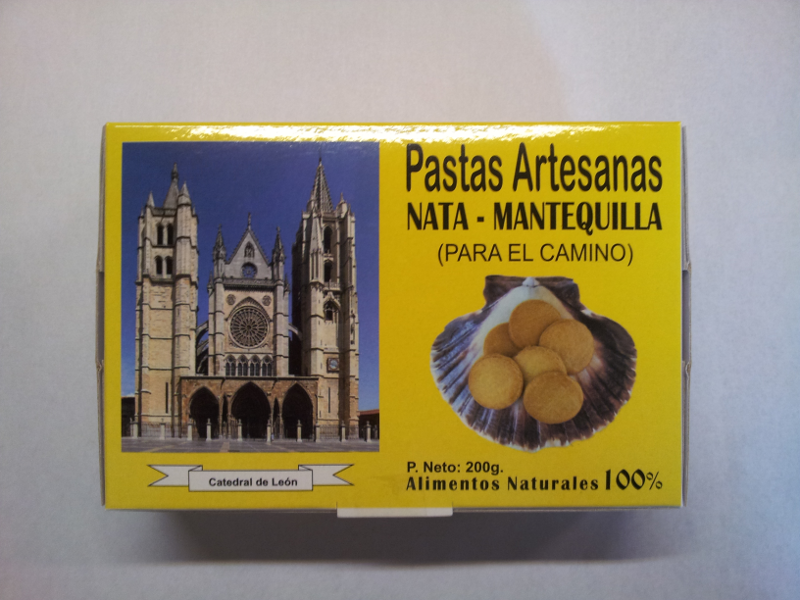 Pastas Artesanas
NATA - MANTEQUILLA
(PARA EL CAMINO)
P. Neto: 200g.
Alimentos Naturales 100%
Catedral de León